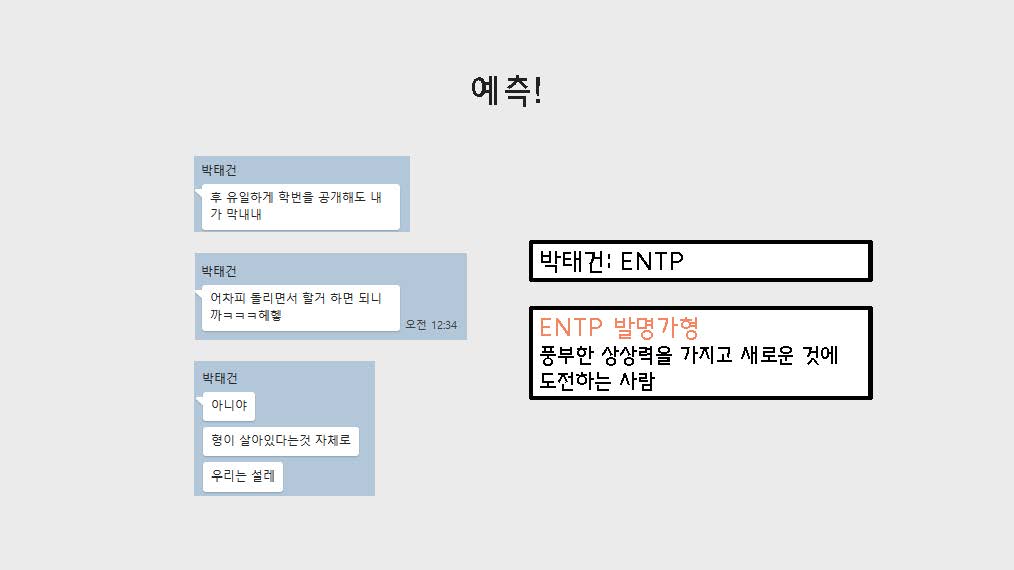 예측!
박태건
후 유일하게 학번을 공개해도 내
가 막내내
박태건
어차피 돌리면서 할거 하면 되니
까ㅋㅋㅋ헤헿
오전 12:34
박태건
아니야
형이 살아있다는것 자체로
우리는 설레
박태건: ENTP
ENTP 발명가형
풍부한 상상력을 가지고 새로운 것에
도전하는 사람